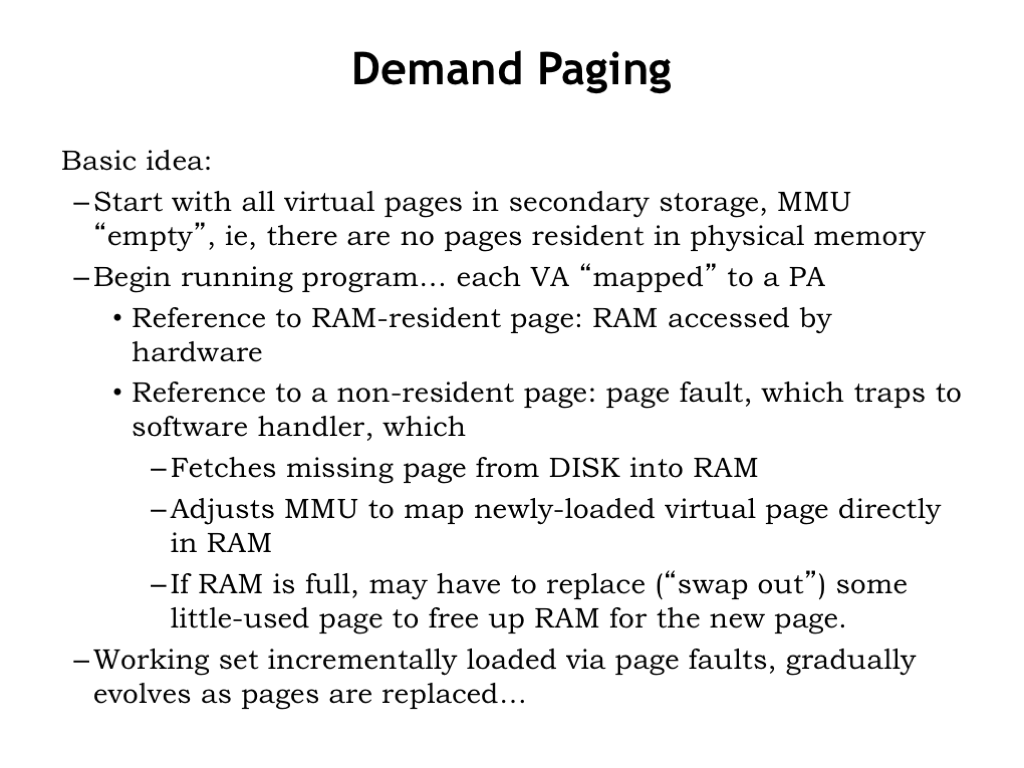 Demand Paging
Basic idea:
–Start with all virtual pages in secondary storage, MMU
“empty”, ie, there are no pages resident in physical memory
–Begin running program… each VA “mapped” to a PA
• Reference to RAM-resident page: RAM accessed by
hardware
• Reference to a non-resident page: page fault, which traps to
software handler, which
–Fetches missing page from DISK into RAM
–Adjusts MMU to map newly-loaded virtual page directly
in RAM
–If RAM is full, may have to replace (“swap out”) some
little-used page to free up RAM for the new page.
–Working set incrementally loaded via page faults, gradually
evolves as pages are replaced…